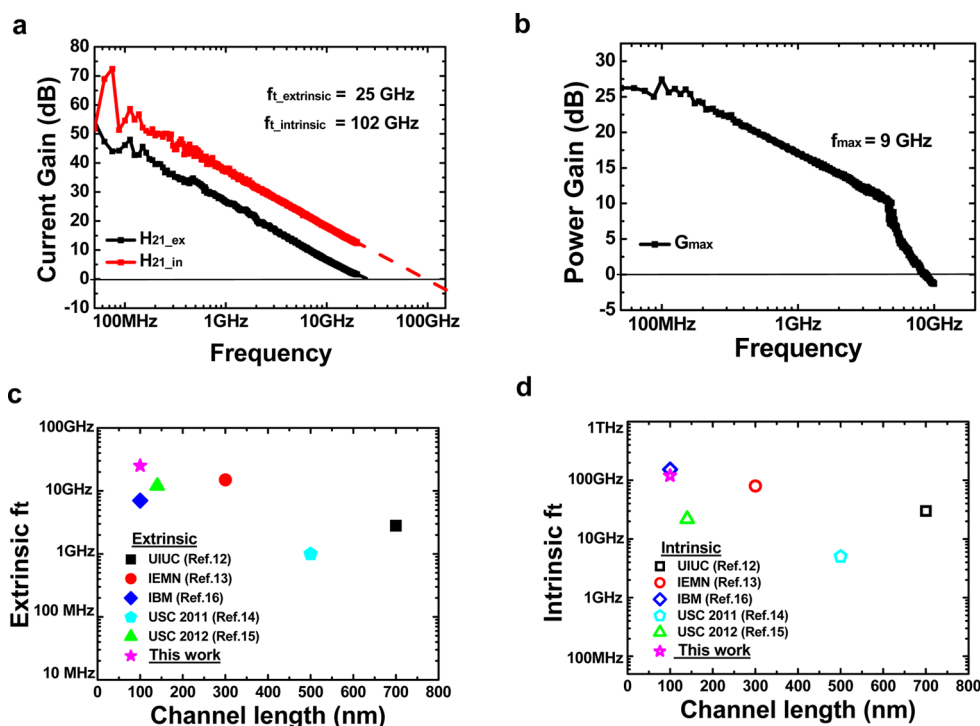 a
80
70
60
50
40
30
20
10
0
-10
Current Gain (dB)
ft_extrinsic = 25 GHz
ft_intrinsic = 102 GHz
H21_ex
H21_in
100MHz 1GHz 10GHz 100GHz
Frequency
b
30
25
20
15
10
5
0
-5
Power Gain (dB)
fmax = 9 GHz
Gmax
100MHz 1GHz 10GHz
Frequency
c
100GHz
10GHz
1GHz
100 MHz
10 MHz
Extrinsic ft
Extrinsic
UIUC (Ref.12)
IEMN (Ref.13)
IBM (Ref.16)
USC 2011 (Ref.14)
USC 2012 (Ref.15)
This work
0 100 200 300 400 500 600 700 800
Channel length (nm)
d
1THz
100GHz
10GHz
1GHz
100MHz
Intrinsic ft
Intrinsic
UIUC (Ref.12)
IEMN (Ref.13)
IBM (Ref.16)
USC 2011 (Ref.14)
USC 2012 (Ref.15)
This work
0 100 200 300 400 500 600 700 800
Channel length (nm)